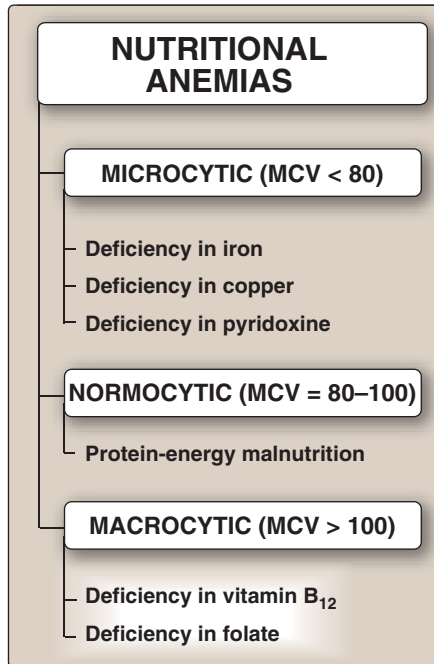 NUTRITIONAL
ANEMIAS
MICROCYTIC (MCV < 80)
Deficiency in iron
Deficiency in copper
Deficiency in pyridoxine
NORMOCYTIC (MCV = 80–100)
Protein-energy malnutrition
MACROCYTIC (MCV > 100)
Deficiency in vitamin B₁₂
Deficiency in folate